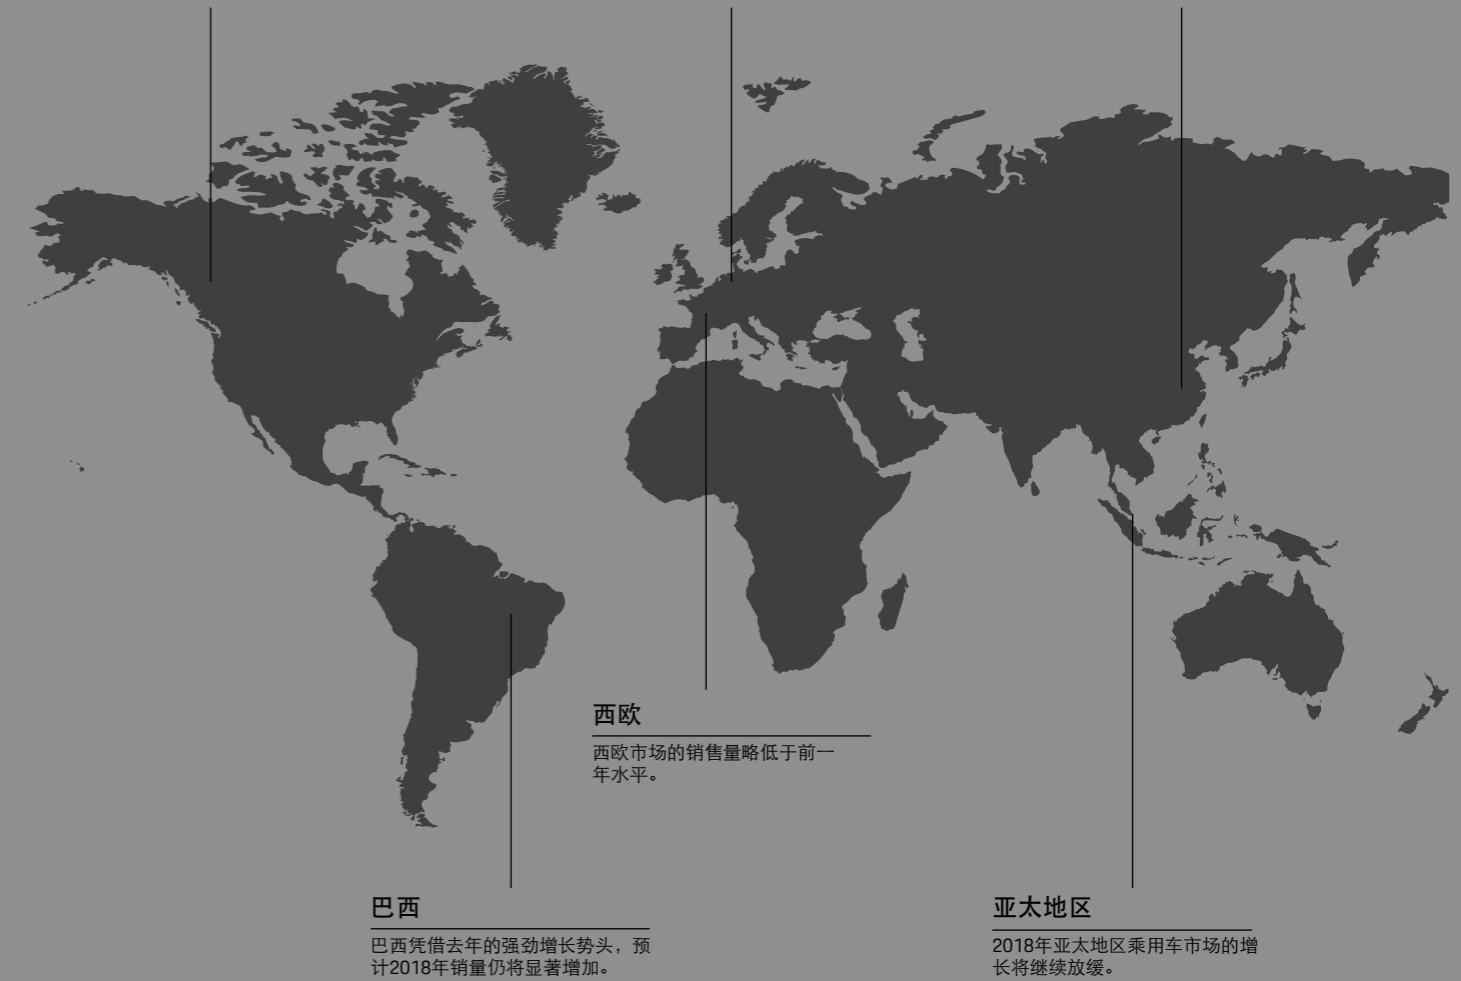 西欧
西欧市场的销售量略低于前一
年水平。
巴西
巴西凭借去年的强劲增长势头，预
计2018年销量仍将显著增加。
亚太地区
2018年亚太地区乘用车市场的增
长将继续放缓。